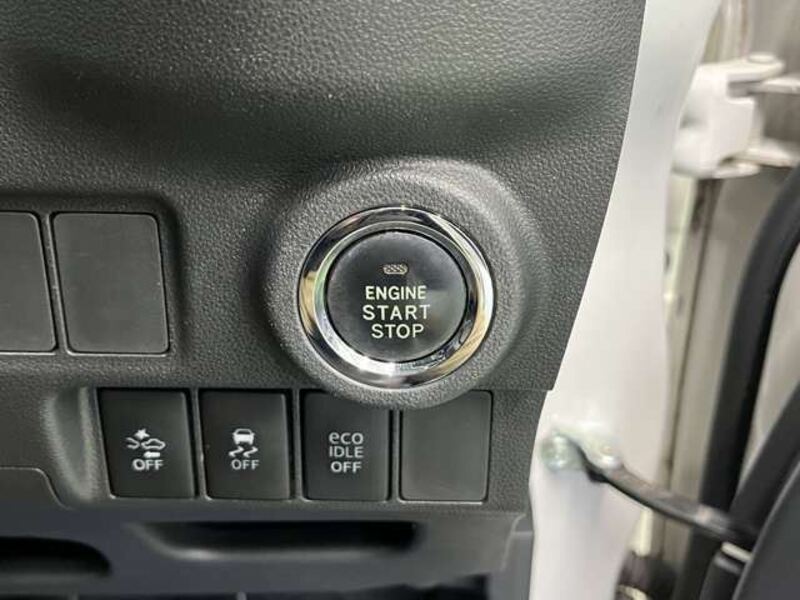 ENGINE
START
STOP
OFF
OFF
eco
IDLE
OFF